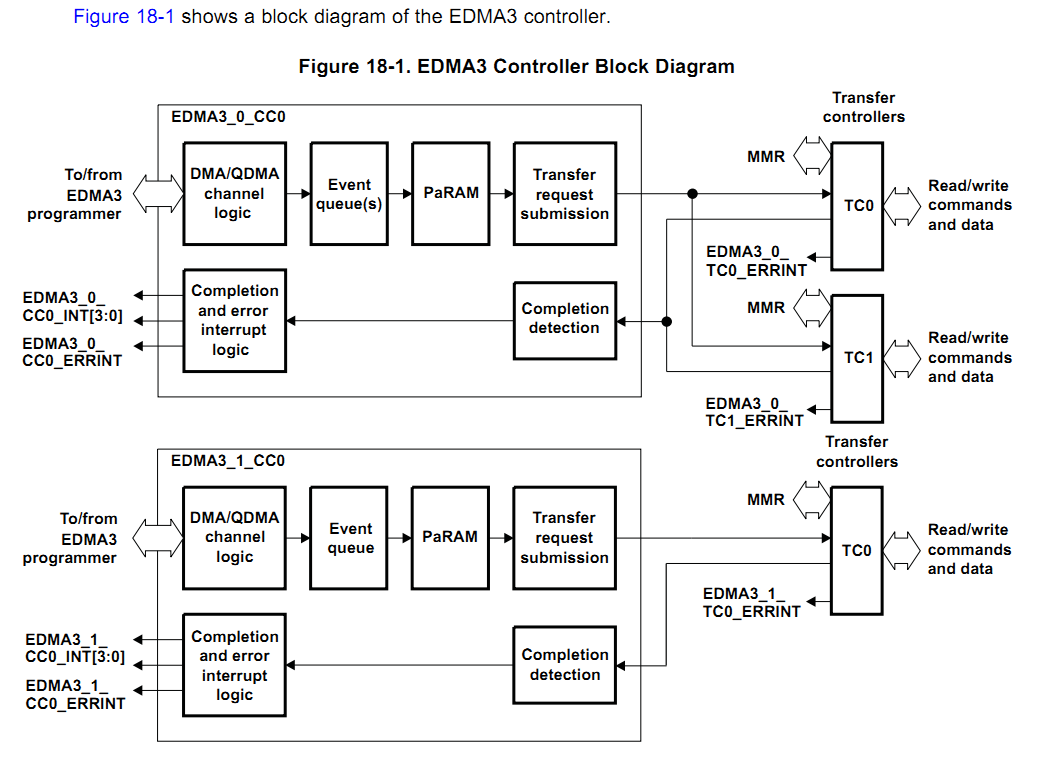 Figure 18-1 shows a block diagram of the EDMA3 controller.
Figure 18-1. EDMA3 Controller Block Diagram
Transfer
controllers
EDMA3_0_CC0
To/from
EDMA3
programmer
DMA/QDMA
channel
logic
Event
queue(s)
PaRAM
Transfer
request
submission
MMR
TC0
Read/write
commands
and data
EDMA3_0_
TC0_ERRINT
EDMA3_0_
CC0_INT[3:0]
EDMA3_0_
CC0_ERRINT
Completion
and error
interrupt
logic
Completion
detection
MMR
TC1
Read/write
commands
and data
EDMA3_0_
TC1_ERRINT
Transfer
controllers
EDMA3_1_CC0
To/from
EDMA3
programmer
DMA/QDMA
channel
logic
Event
queue
PaRAM
Transfer
request
submission
MMR
TC0
Read/write
commands
and data
EDMA3_1_
TC0_ERRINT
EDMA3_1_
CC0_INT[3:0]
EDMA3_1_
CC0_ERRINT
Completion
and error
interrupt
logic
Completion
detection